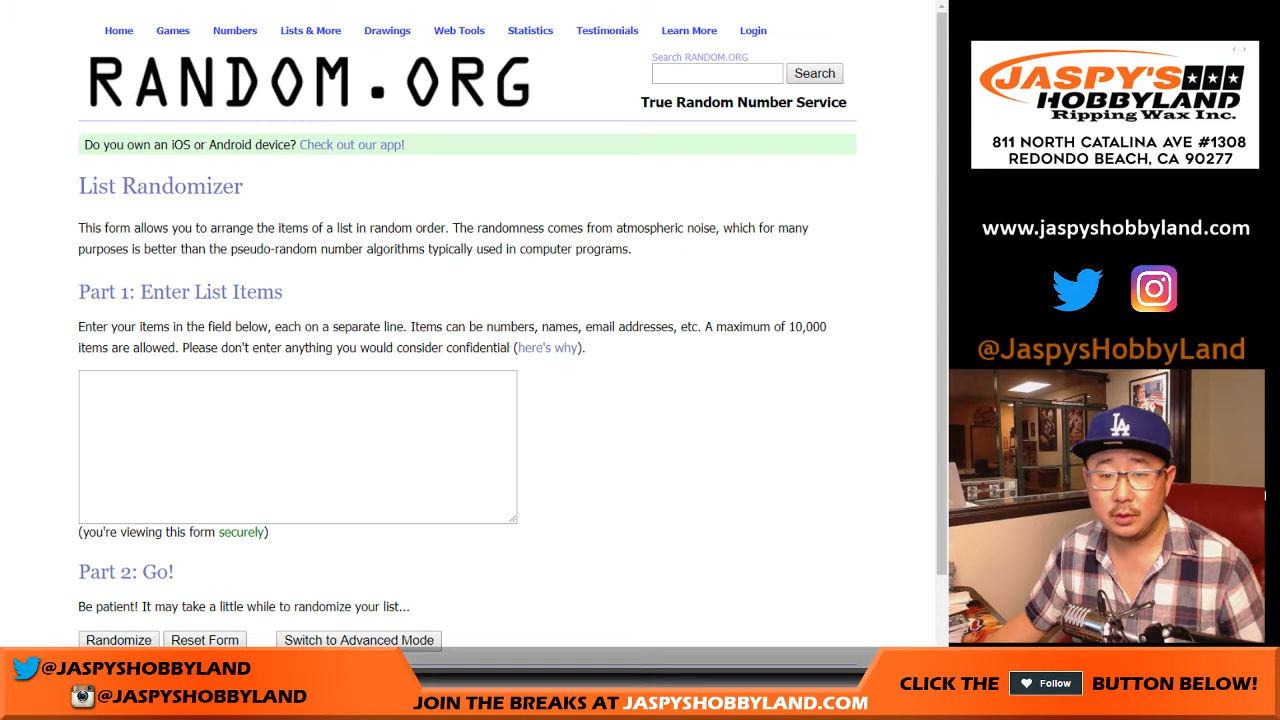 Home Games Numbers Lists & More Drawings Web Tools Statistics Testimonials Learn More Login
RANDOM.ORG
Search RANDOM.ORG
Search
True Random Number Service
Do you own an iOS or Android device? Check out our app!
List Randomizer
This form allows you to arrange the items of a list in random order. The randomness comes from atmospheric noise, which for many
purposes is better than the pseudo-random number algorithms typically used in computer programs.
Part 1: Enter List Items
Enter your items in the field below, each on a separate line. Items can be numbers, names, email addresses, etc. A maximum of 10,000
items are allowed. Please don't enter anything you would consider confidential (here's why).
(you're viewing this form securely)
Part 2: Go!
Be patient! It may take a little while to randomize your list...
Randomize Reset Form Switch to Advanced Mode
JASPY'S
HOBBYLAND
Ripping Wax Inc.
811 NORTH CATALINA AVE #1308
REDONDO BEACH, CA 90277
www.jaspyshobbyland.com
@JaspysHobbyLand
LA
@JASPYSHOBBYLAND
@JASPYSHOBBYLAND
JOIN THE BREAKS AT JASPYSHOBBYLAND.COM
CLICK THE Follow BUTTON BELOW!